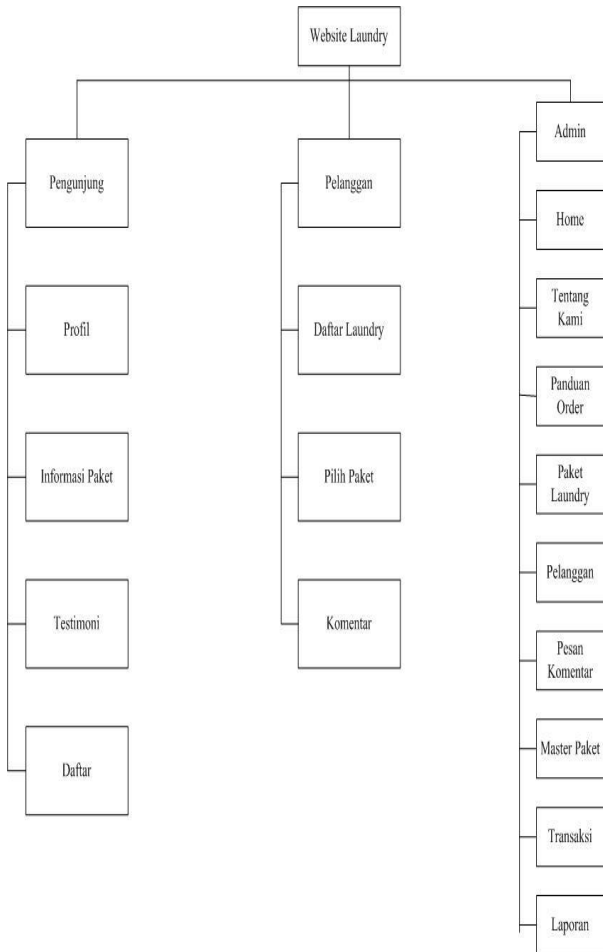 Website Laundry
Pengunjung
Profil
Informasi Paket
Testimoni
Daftar
Pelanggan
Daftar Laundry
Pilih Paket
Komentar
Admin
Home
Tentang
Kami
Panduan
Order
Paket
Laundry
Pelanggan
Pesan
Komentar
Master Paket
Transaksi
Laporan